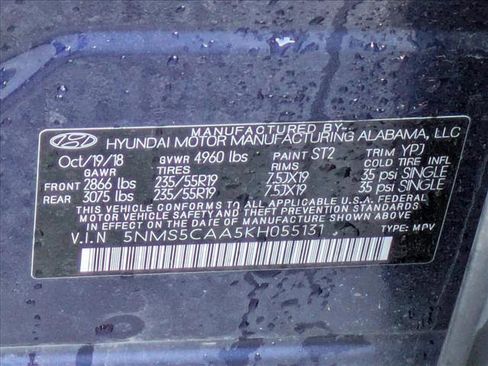 MANUFACTURED BY:
HYUNDAI MOTOR MANUFACTURING ALABAMA, LLC
Oct/19/18 GVWR 4960 lbs PAINT ST2 TRIM YPJ
GAWR TIRES RIMS COLD TIRE INFL.
FRONT 2866 lbs 235/55R19 7.5JX19 35 psi SINGLE
REAR 3075 lbs 235/55R19 7.5JX19 35 psi SINGLE
THIS VEHICLE CONFORMS TO ALL APPLICABLE U.S.A. FEDERAL
MOTOR VEHICLE SAFETY STANDARDS
IN EFFECT ON THE DATE OF MANUFACTURE SHOWN ABOVE.
V.I.N 5NMS5CAA5KH055131 TYPE: MPV